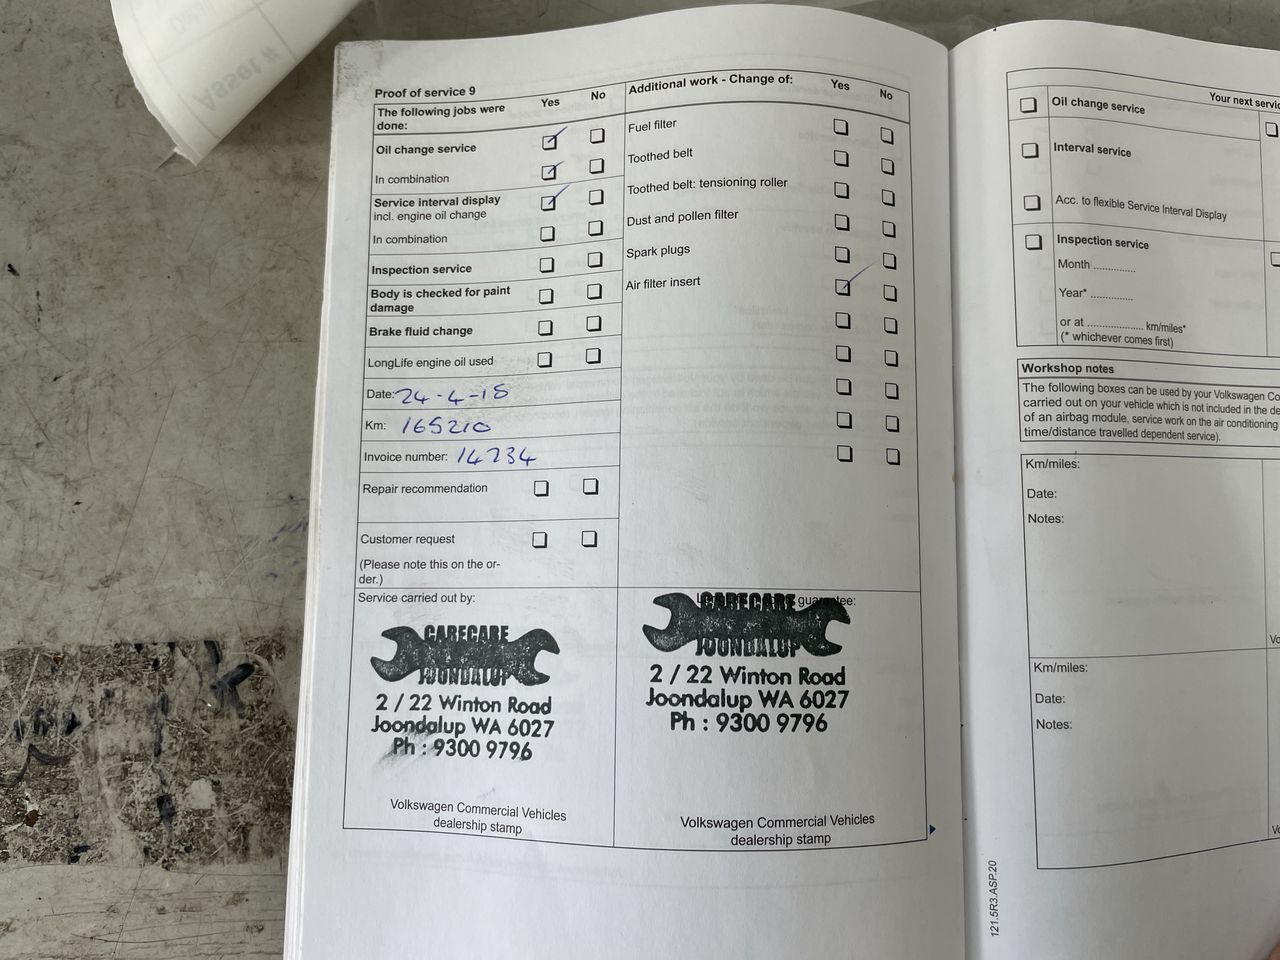 Proof of service 9
The following jobs were done:
Yes
No
Oil change service
In combination
Service interval display
incl. engine oil change
In combination
Inspection service
Body is checked for paint
damage
Brake fluid change
LongLife engine oil used
Date: 24-4-18
Km: 165210
Invoice number: 14234
Repair recommendation
Customer request
(Please note this on the or-
der.)
Service carried out by:
CARECARE
JOONDALUP
2 / 22 Winton Road
Joondalup WA 6027
Ph : 9300 9796
Volkswagen Commercial Vehicles
dealership stamp
Additional work - Change of:
Yes
No
Fuel filter
Toothed belt
Toothed belt: tensioning roller
Dust and pollen filter
Spark plugs
Air filter insert
CARECARE
JOONDALUP
2 / 22 Winton Road
Joondalup WA 6027
Ph : 9300 9796
Volkswagen Commercial Vehicles
dealership stamp
Your next servic
Oil change service
Interval service
Acc. to flexible Service Interval Display
Inspection service
Month ..............
Year* ..............
or at .................... km/miles*
(* whichever comes first)
Workshop notes
The following boxes can be used by your Volkswagen Co
carried out on your vehicle which is not included in the de
of an airbag module, service work on the air conditioning
time/distance travelled dependent service).
Km/miles:
Date:
Notes:
Km/miles:
Date:
Notes:
121.5R3.ASP.20